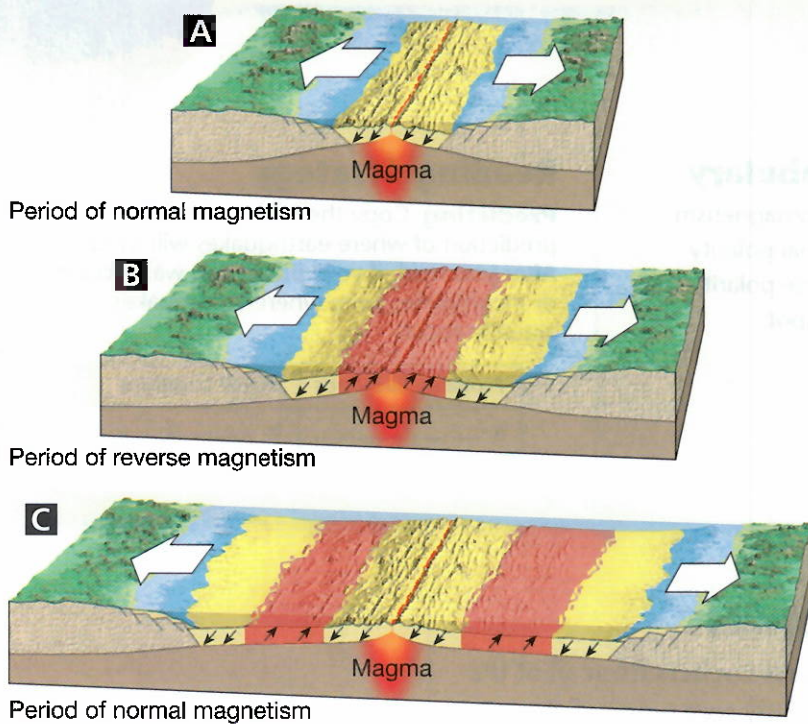 A
Magma
Period of normal magnetism
B
Magma
Period of reverse magnetism
C
Magma
Period of normal magnetism